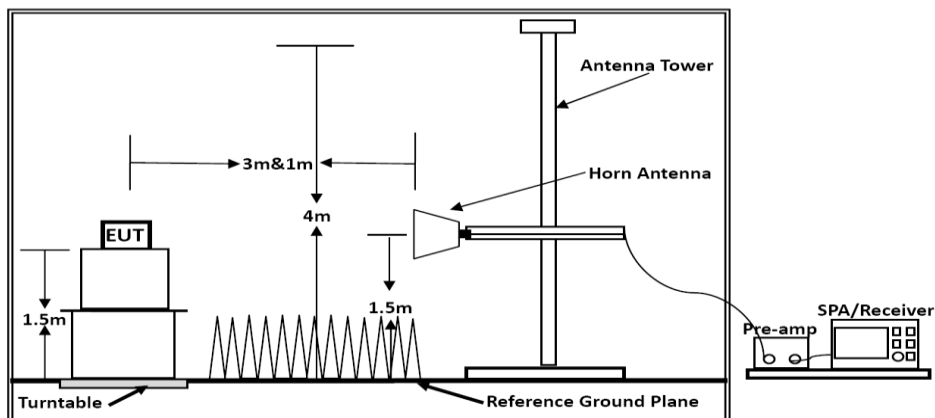 Antenna Tower
3m&1m
Horn Antenna
4m
EUT
1.5m
1.5m
SPA/Receiver
Pre-amp
Turntable
Reference Ground Plane